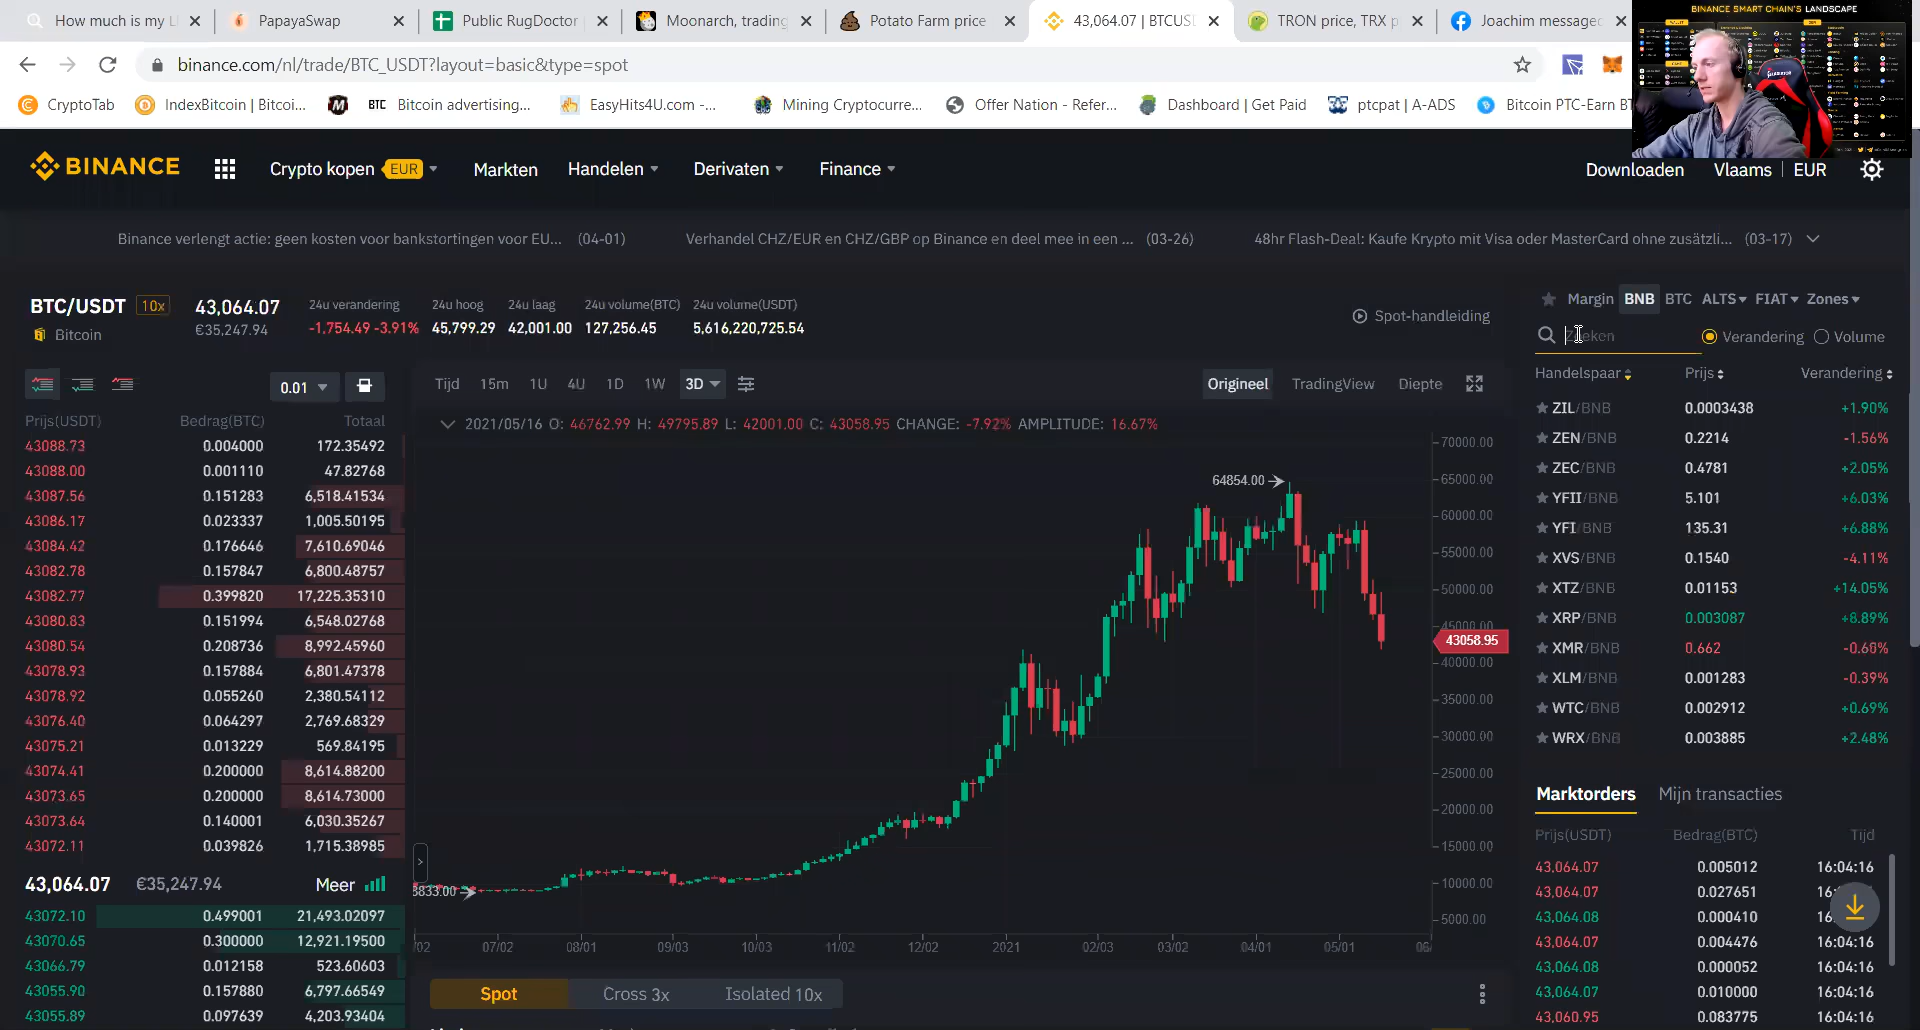 How much is my L
PapayaSwap
Public RugDoctor
Moonarch, trading
Potato Farm price
43,064.07 | BTCUSD
TRON price, TRX p
Joachim messaged
binance.com/nl/trade/BTC_USDT?layout=basic&type=spot
CryptoTab
IndexBitcoin | Bitcoi...
BTC Bitcoin advertising...
EasyHits4U.com -...
Mining Cryptocurre...
Offer Nation - Refer...
Dashboard | Get Paid
ptcpat | A-ADS
Bitcoin PTC-Earn BT
BINANCE SMART CHAIN'S LANDSCAPE
BINANCE
Crypto kopen EUR
Markten
Handelen
Derivaten
Finance
Downloaden
Vlaams
EUR
Binance verlengt actie: geen kosten voor bankstortingen voor EU... (04-01)
Verhandel CHZ/EUR en CHZ/GBP op Binance en deel mee in een ... (03-26)
48hr Flash-Deal: Kaufe Krypto mit Visa oder MasterCard ohne zusätzli... (03-17)
BTC/USDT 10x
Bitcoin
43,064.07
€35,247.94
24u verandering
-1,754.49 -3.91%
24u hoog
45,799.29
24u laag
42,001.00
24u volume(BTC)
127,256.45
24u volume(USDT)
5,616,220,725.54
Spot-handleiding
Margin BNB BTC ALTS FIAT Zones
Zoeken
Verandering
Volume
0.01
Prijs(USDT) Bedrag(BTC) Totaal
43088.73 0.004000 172.35492
43088.00 0.001110 47.82768
43087.56 0.151283 6,518.41534
43086.17 0.023337 1,005.50195
43084.42 0.176646 7,610.69046
43082.78 0.157847 6,800.48757
43082.77 0.399820 17,225.35310
43080.83 0.151994 6,548.02768
43080.54 0.208736 8,992.45960
43078.93 0.157884 6,801.47378
43078.92 0.055260 2,380.54112
43076.40 0.064297 2,769.68329
43075.21 0.013229 569.84195
43074.41 0.200000 8,614.88200
43073.65 0.200000 8,614.73000
43073.64 0.140001 6,030.35267
43072.11 0.039826 1,715.38985
43,064.07 €35,247.94 Meer
43072.10 0.499001 21,493.02097
43070.65 0.300000 12,921.19500
43066.79 0.012158 523.60603
43055.90 0.157880 6,797.66549
43055.89 0.097639 4,203.93404
Tijd 15m 1U 4U 1D 1W 3D
Origineel TradingView Diepte
2021/05/16 O: 46762.99 H: 49795.89 L: 42001.00 C: 43058.95 CHANGE: -7.92% AMPLITUDE: 16.67%
70000.00
65000.00
60000.00
55000.00
50000.00
45000.00
43058.95
40000.00
35000.00
30000.00
25000.00
20000.00
15000.00
10000.00
5000.00
64854.00
8833.00
/02 07/02 08/01 09/03 10/03 11/02 12/02 2021 02/03 03/02 04/01 05/01 06
Spot
Cross 3x
Isolated 10x
Handelspaar Prijs Verandering
ZIL/BNB 0.0003438 +1.90%
ZEN/BNB 0.2214 -1.56%
ZEC/BNB 0.4781 +2.05%
YFII/BNB 5.101 +6.03%
YFI/BNB 135.31 +6.88%
XVS/BNB 0.1540 -4.11%
XTZ/BNB 0.01153 +14.05%
XRP/BNB 0.003087 +8.89%
XMR/BNB 0.662 -0.60%
XLM/BNB 0.001283 -0.39%
WTC/BNB 0.002912 +0.69%
WRX/BNB 0.003885 +2.48%
Marktorders Mijn transacties
Prijs(USDT) Bedrag(BTC) Tijd
43,064.07 0.005012 16:04:16
43,064.07 0.027651 16:
43,064.08 0.000410 16:
43,064.07 0.004476 16:04:16
43,064.08 0.000052 16:04:16
43,064.07 0.010000 16:04:16
43,060.95 0.083775 16:04:16